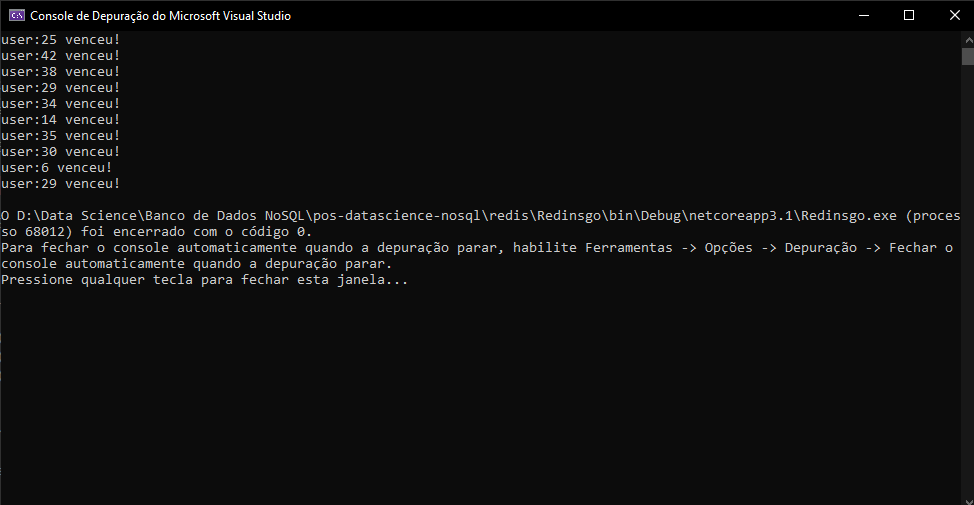 Console de Depuração do Microsoft Visual Studio
user:25 venceu!
user:42 venceu!
user:38 venceu!
user:29 venceu!
user:34 venceu!
user:14 venceu!
user:35 venceu!
user:30 venceu!
user:6 venceu!
user:29 venceu!
O D:\Data Science\Banco de Dados NoSQL\pos-datascience-nosql\redis\Redinsgo\bin\Debug\netcoreapp3.1\Redinsgo.exe (proces
so 68012) foi encerrado com o código 0.
Para fechar o console automaticamente quando a depuração parar, habilite Ferramentas -> Opções -> Depuração -> Fechar o
console automaticamente quando a depuração parar.
Pressione qualquer tecla para fechar esta janela...